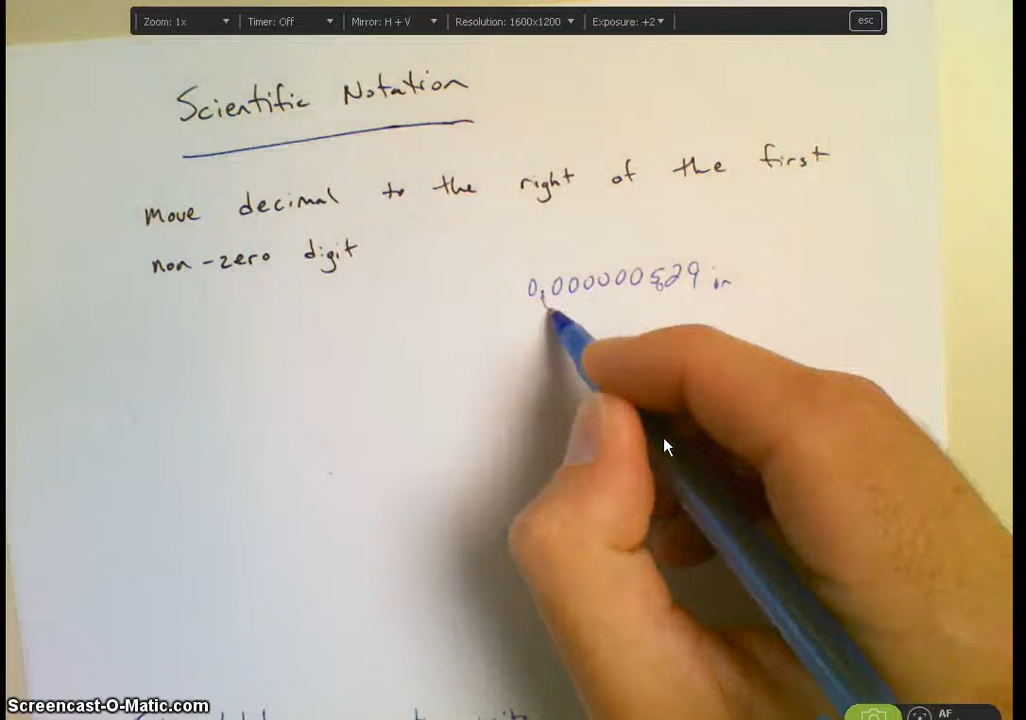 Zoom: 1x Timer: Off Mirror: H + V Resolution: 1600x1200 Exposure: +2 esc
Scientific Notation
Move decimal to the right of the first
non-zero digit
0.000000529 in
Screencast-O-Matic.com
AF